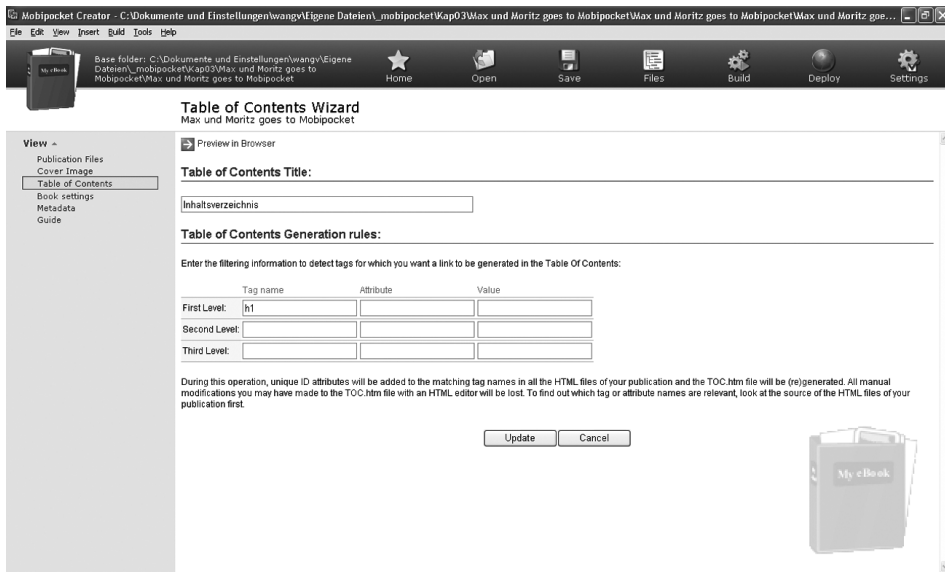 Mobipocket Creator - C:\Dokumente und Einstellungen\wangv\Eigene Dateien\_mobipocket\Kap03\Max und Moritz goes to Mobipocket\Max und Moritz goes to Mobipocket\Max und Moritz goe...
File Edit View Insert Build Tools Help
My eBook
Base folder: C:\Dokumente und Einstellungen\wangv\Eigene
Dateien\_mobipocket\Kap03\Max und Moritz goes to
Mobipocket\Max und Moritz goes to Mobipocket
Home Open Save Files Build Deploy Settings
Table of Contents Wizard
Max und Moritz goes to Mobipocket
View
Publication Files
Cover Image
Table of Contents
Book settings
Metadata
Guide
Preview in Browser
Table of Contents Title:
Inhaltsverzeichnis
Table of Contents Generation rules:
Enter the filtering information to detect tags for which you want a link to be generated in the Table Of Contents:
Tag name Attribute Value
First Level: h1
Second Level:
Third Level:
During this operation, unique ID attributes will be added to the matching tag names in all the HTML files of your publication and the TOC.htm file will be (re)generated. All manual
modifications you may have made to the TOC.htm file with an HTML editor will be lost. To find out which tag or attribute names are relevant, look at the source of the HTML files of your
publication first.
Update Cancel
My eBook